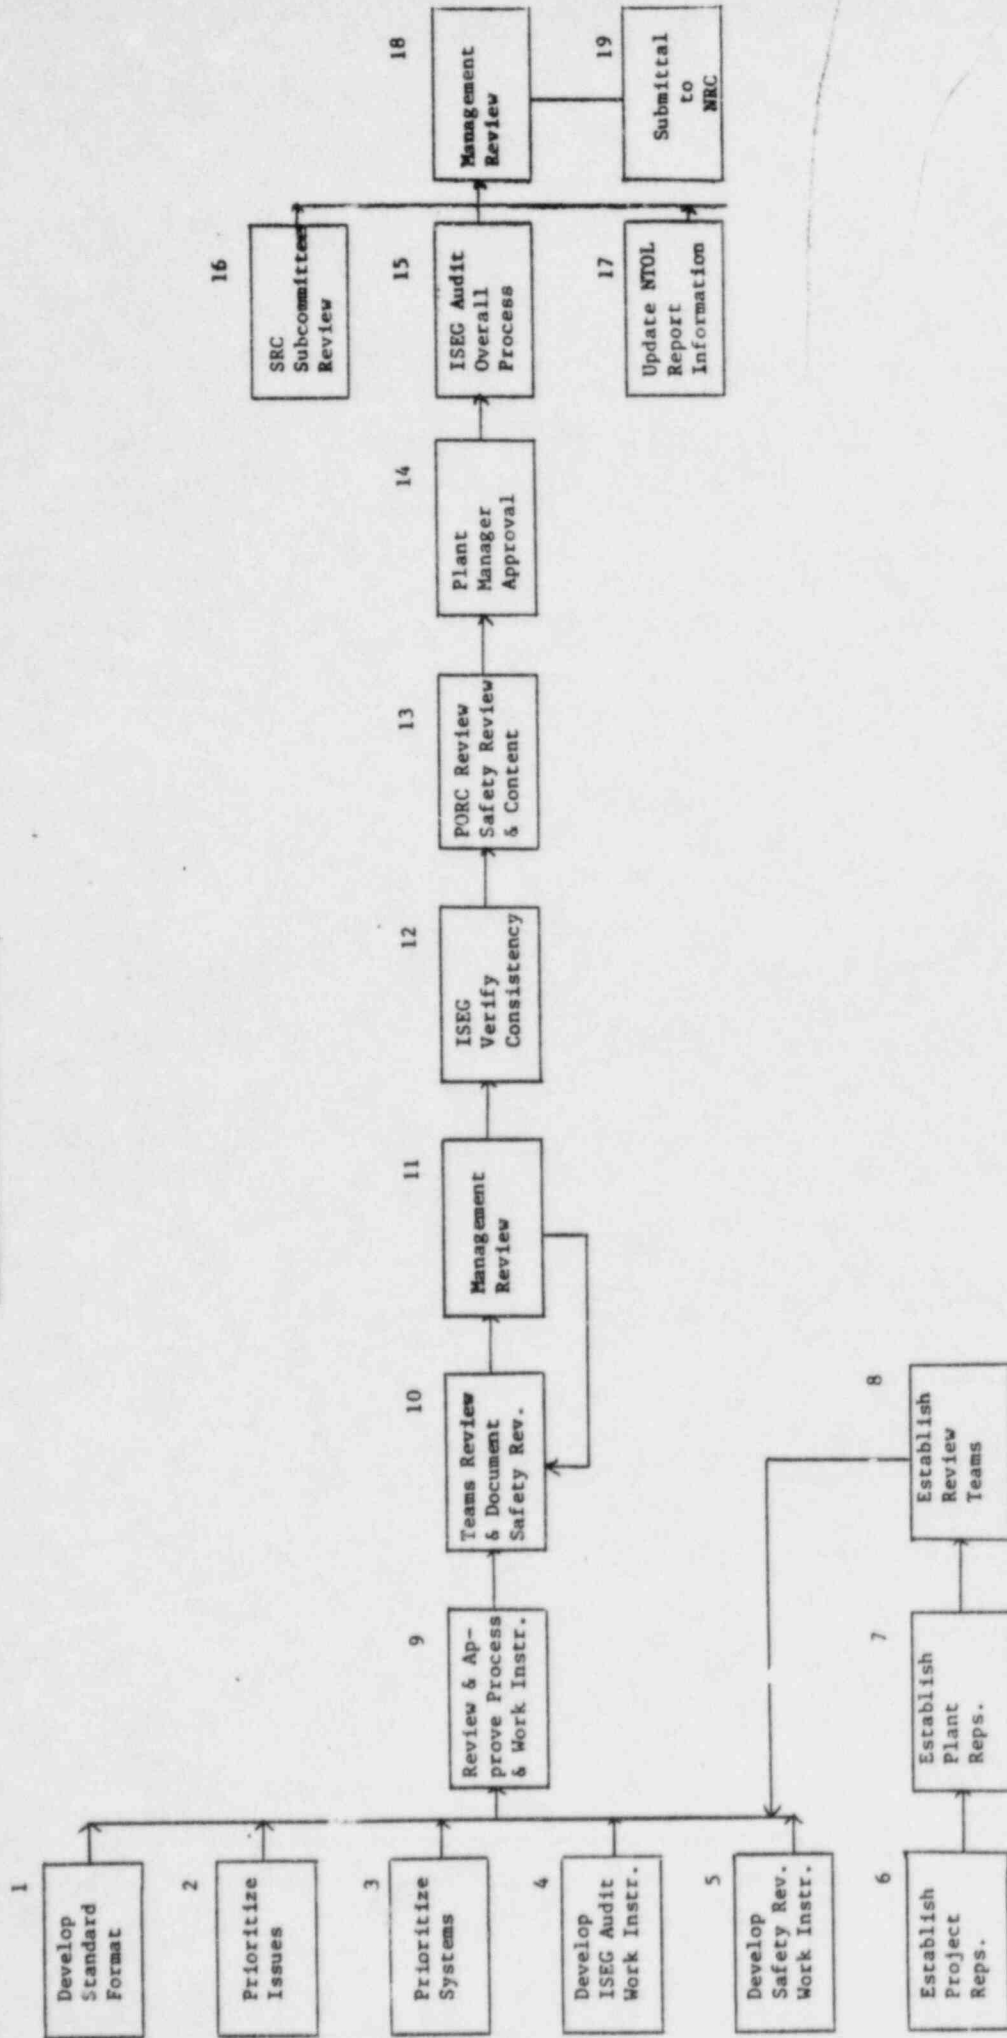 1
Develop
Standard
Format
2
Prioritize
Issues
3
Prioritize
Systems
4
Develop
ISEG Audit
Work Instr.
5
Develop
Safety Rev.
Work Instr.
6
Establish
Project
Reps.
7
Establish
Plant
Reps.
8
Establish
Review
Teams
9
Review & Ap-
prove Process
& Work Instr.
10
Teams Review
& Document
Safety Rev.
11
Management
Review
12
ISEG
Verify
Consistency
13
PORC Review
Safety Review
& Content
14
Plant
Manager
Approval
15
ISEG Audit
Overall
Process
16
SRC
Subcommittee
Review
17
Update NTOL
Report
Information
18
Management
Review
19
Submittal
to
NRC